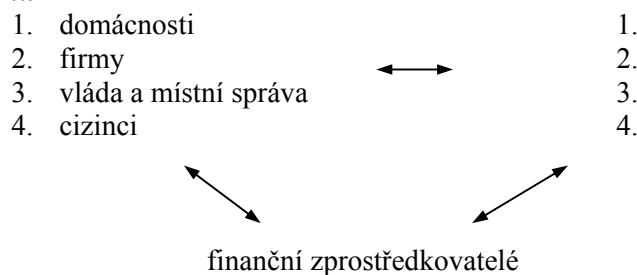 1. domácnosti 1.
2. firmy 2.
3. vláda a místní správa 3.
4. cizinci 4.
finanční zprostředkovatelé